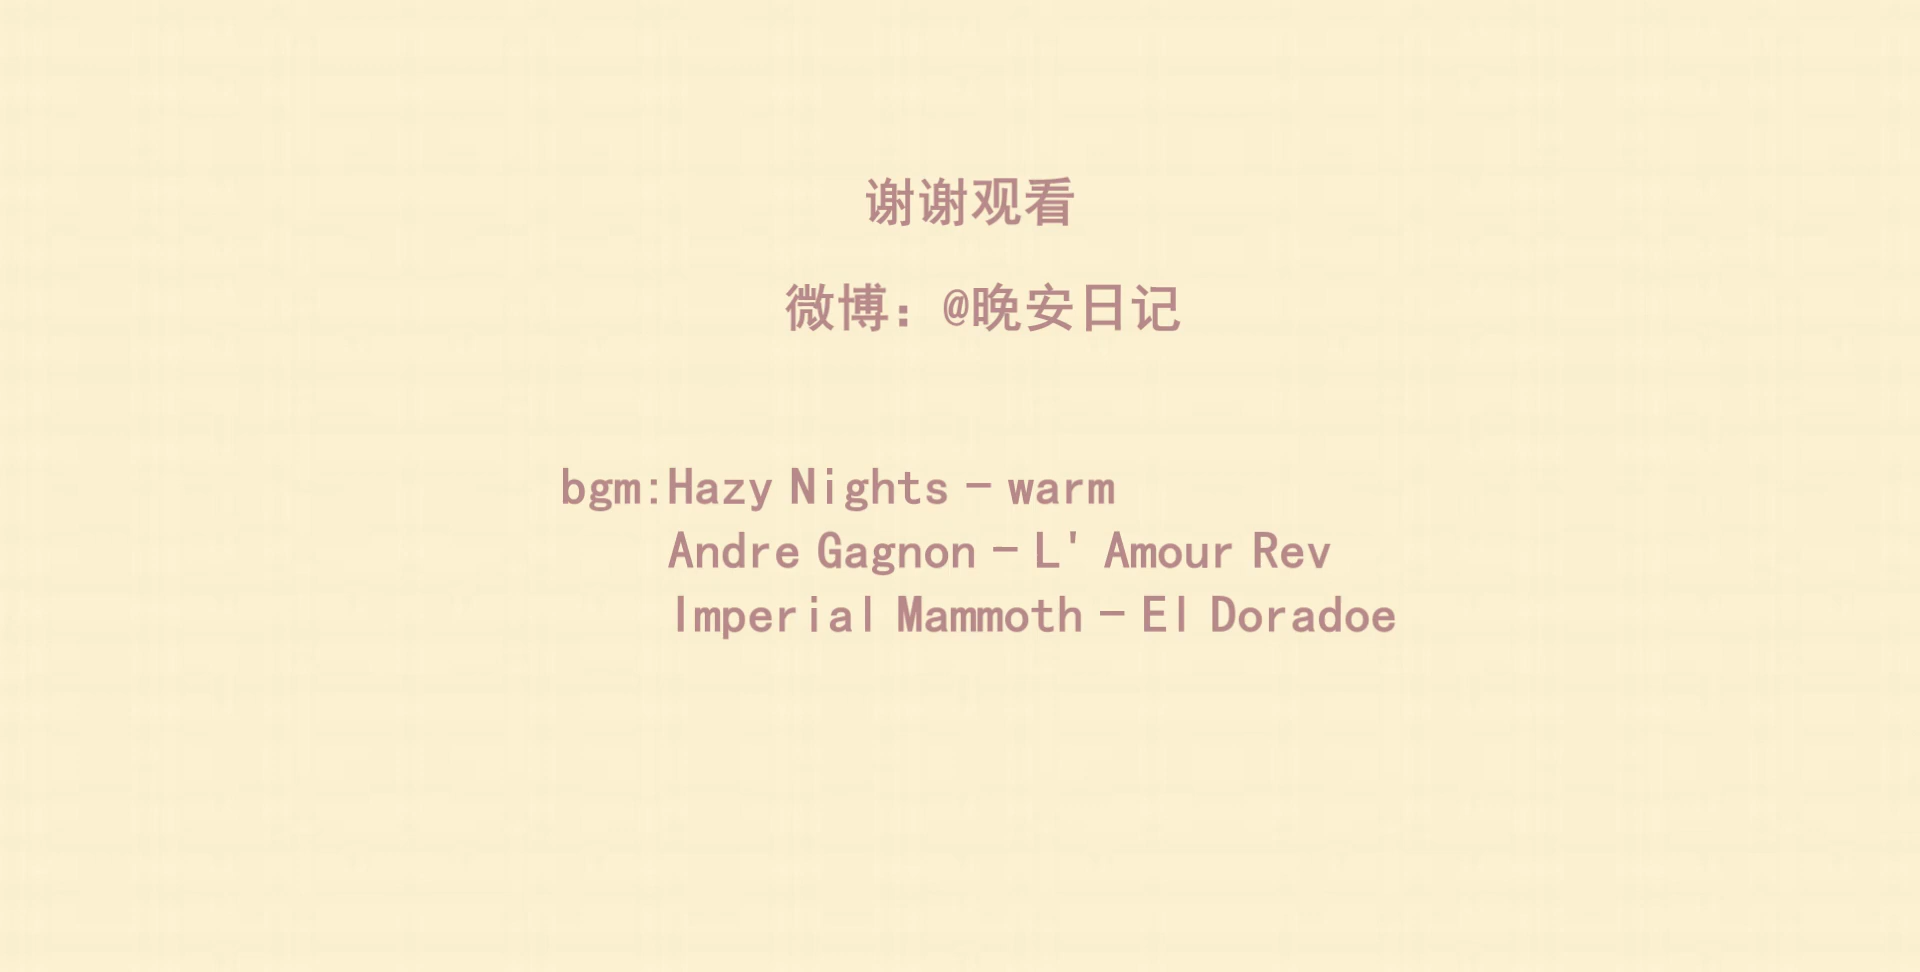 谢谢观看
微博：@晚安日记
bgm:Hazy Nights - warm
Andre Gagnon - L' Amour Rev
Imperial Mammoth - El Doradoe